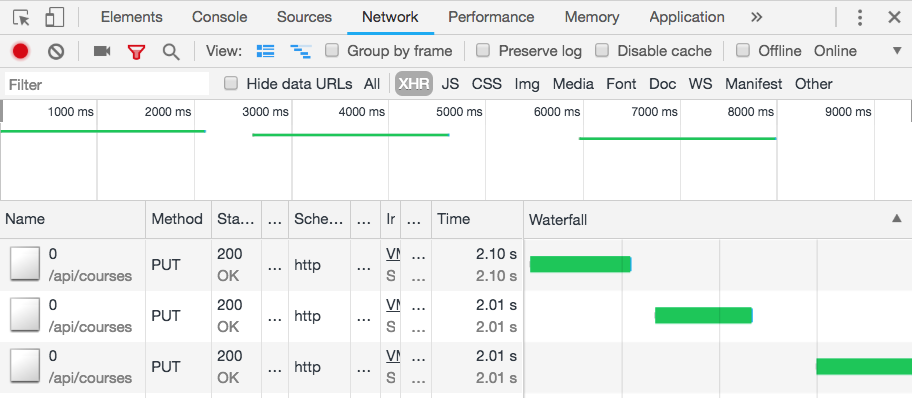 Elements Console Sources Network Performance Memory Application »
View: Group by frame Preserve log Disable cache Offline Online
Filter Hide data URLs All XHR JS CSS Img Media Font Doc WS Manifest Other
1000 ms 2000 ms 3000 ms 4000 ms 5000 ms 6000 ms 7000 ms 8000 ms 9000 ms
Name Method Sta... ... Sche... ... Ir ... Time Waterfall
0 200 VM 2.10 s
PUT ... http ... ...
/api/courses OK S 2.10 s
0 200 VM 2.01 s
PUT ... http ... ...
/api/courses OK S 2.01 s
0 200 VM 2.01 s
PUT ... http ... ...
/api/courses OK S 2.01 s